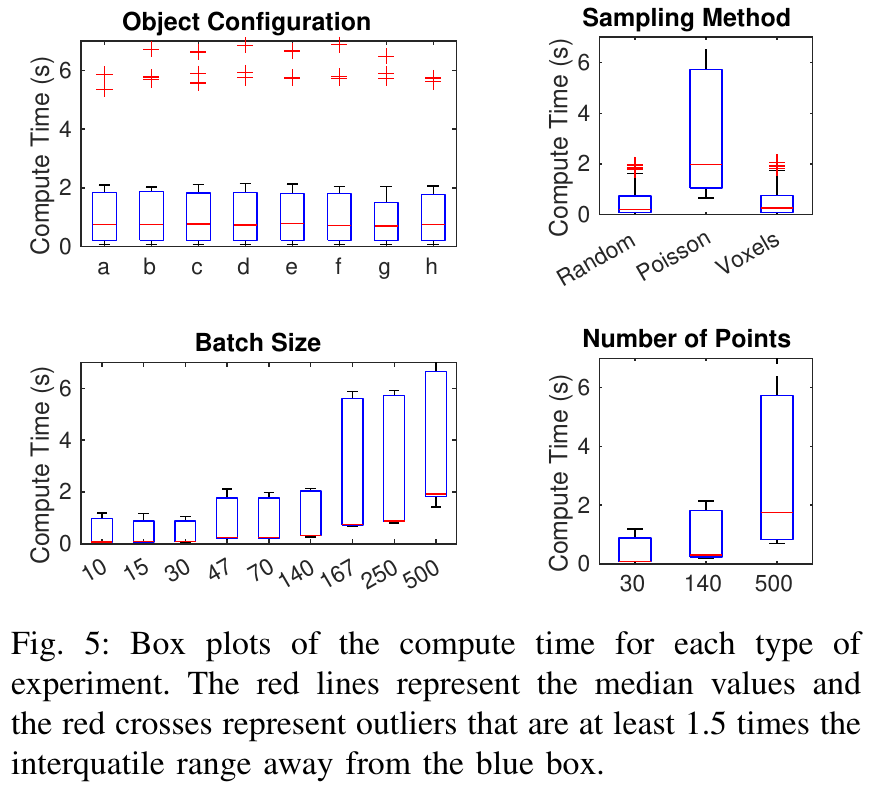 Object Configuration
Compute Time (s)
6
4
2
0
a b c d e f g h
Sampling Method
Compute Time (s)
6
4
2
0
Random Poisson Voxels
Batch Size
Compute Time (s)
6
4
2
0
10 15 30 47 70 140 167 250 500
Number of Points
Compute Time (s)
6
4
2
0
30 140 500
Fig. 5: Box plots of the compute time for each type of
experiment. The red lines represent the median values and
the red crosses represent outliers that are at least 1.5 times the
interquatile range away from the blue box.